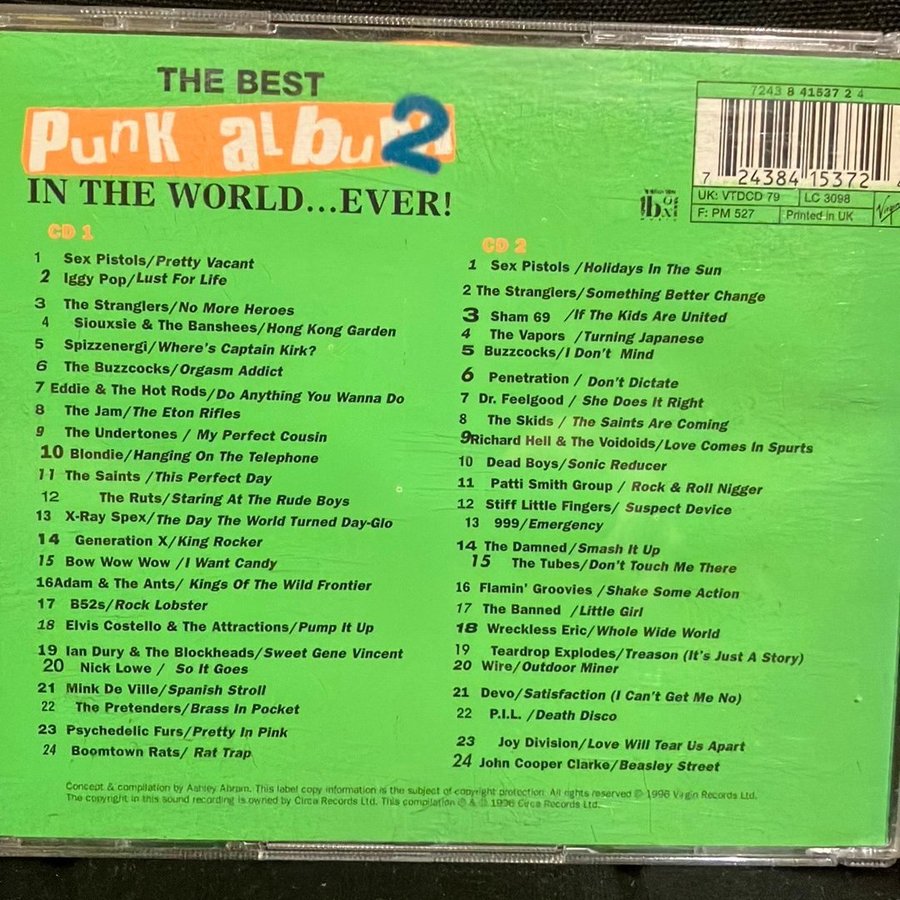 THE BEST
Punk album 2
IN THE WORLD...EVER!
7243 8 41537 2 4
7 24384 15372
UK: VTDCD 79
LC 3098
F: PM 527
Printed in UK
Virgin
CD 1
1 Sex Pistols/Pretty Vacant
2 Iggy Pop/Lust For Life
3 The Stranglers/No More Heroes
4 Siouxsie & The Banshees/Hong Kong Garden
5 Spizzenergi/Where's Captain Kirk?
6 The Buzzcocks/Orgasm Addict
7 Eddie & The Hot Rods/Do Anything You Wanna Do
8 The Jam/The Eton Rifles
9 The Undertones / My Perfect Cousin
10 Blondie/Hanging On The Telephone
11 The Saints /This Perfect Day
12 The Ruts/Staring At The Rude Boys
13 X-Ray Spex/The Day The World Turned Day-Glo
14 Generation X/King Rocker
15 Bow Wow Wow /I Want Candy
16 Adam & The Ants/ Kings Of The Wild Frontier
17 B52s/Rock Lobster
18 Elvis Costello & The Attractions/Pump It Up
19 Ian Dury & The Blockheads/Sweet Gene Vincent
20 Nick Lowe / So It Goes
21 Mink De Ville/Spanish Stroll
22 The Pretenders/Brass In Pocket
23 Psychedelic Furs/Pretty In Pink
24 Boomtown Rats/ Rat Trap
CD 2
1 Sex Pistols /Holidays In The Sun
2 The Stranglers/Something Better Change
3 Sham 69 /If The Kids Are United
4 The Vapors /Turning Japanese
5 Buzzcocks/I Don't Mind
6 Penetration / Don't Dictate
7 Dr. Feelgood / She Does It Right
8 The Skids / The Saints Are Coming
9 Richard Hell & The Voidoids/Love Comes In Spurts
10 Dead Boys/Sonic Reducer
11 Patti Smith Group / Rock & Roll Nigger
12 Stiff Little Fingers/ Suspect Device
13 999/Emergency
14 The Damned/Smash It Up
15 The Tubes/Don't Touch Me There
16 Flamin' Groovies /Shake Some Action
17 The Banned /Little Girl
18 Wreckless Eric/Whole Wide World
19 Teardrop Explodes/Treason (It's Just A Story)
20 Wire/Outdoor Miner
21 Devo/Satisfaction (I Can't Get Me No)
22 P.I.L. /Death Disco
23 Joy Division/Love Will Tear Us Apart
24 John Cooper Clarke/Beasley Street
Concept & compilation by Ashley Abram. This label copy information is the subject of copyright protection. All rights reserved © 1996 Virgin Records Ltd.
The copyright in this sound recording is owned by Circa Records Ltd. This compilation ℗ & © 1996 Circa Records Ltd.